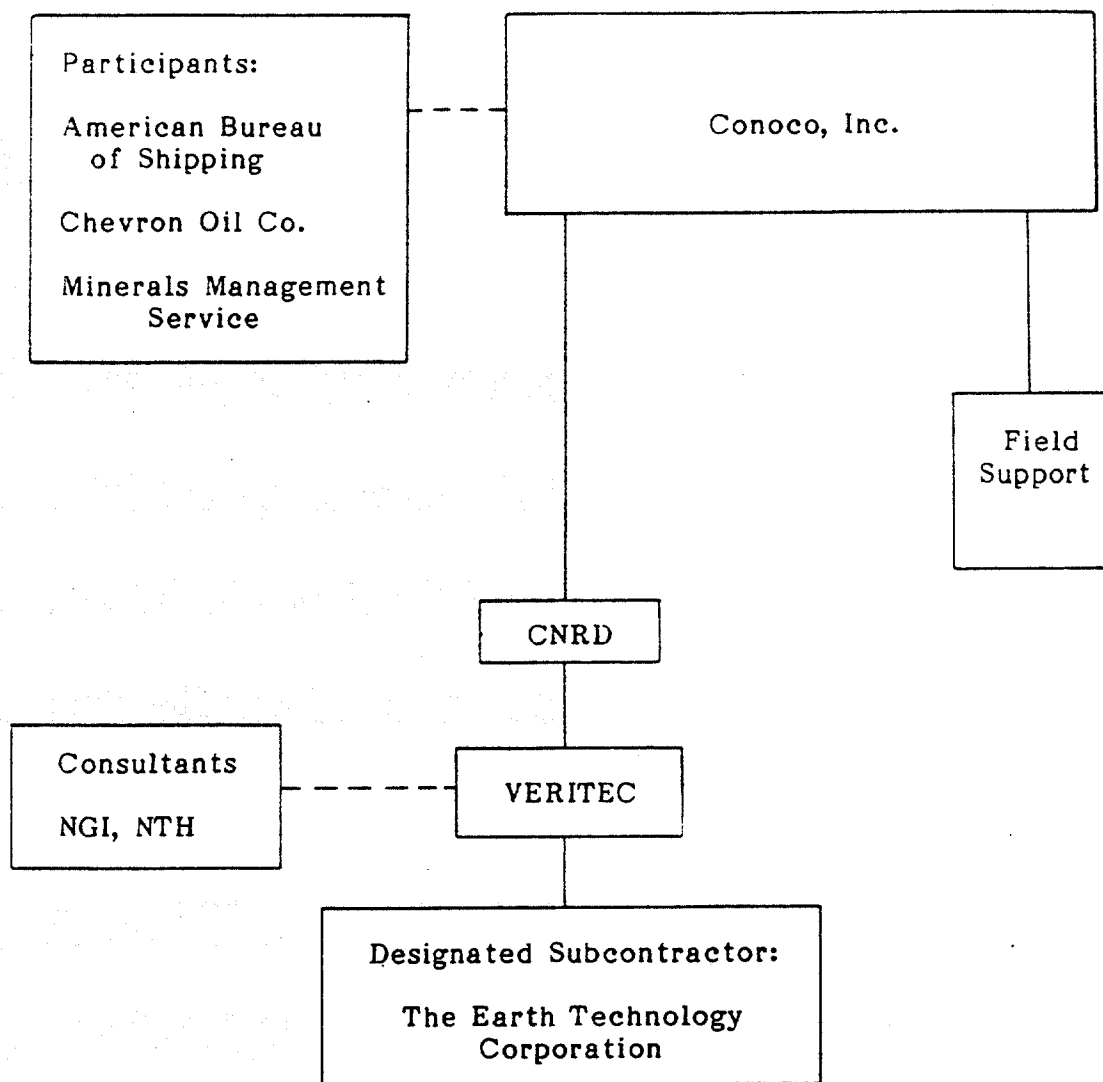 Participants:
American Bureau
of Shipping
Chevron Oil Co.
Minerals Management
Service
Conoco, Inc.
Field
Support
CNRD
Consultants
NGI, NTH
VERITEC
Designated Subcontractor:
The Earth Technology
Corporation